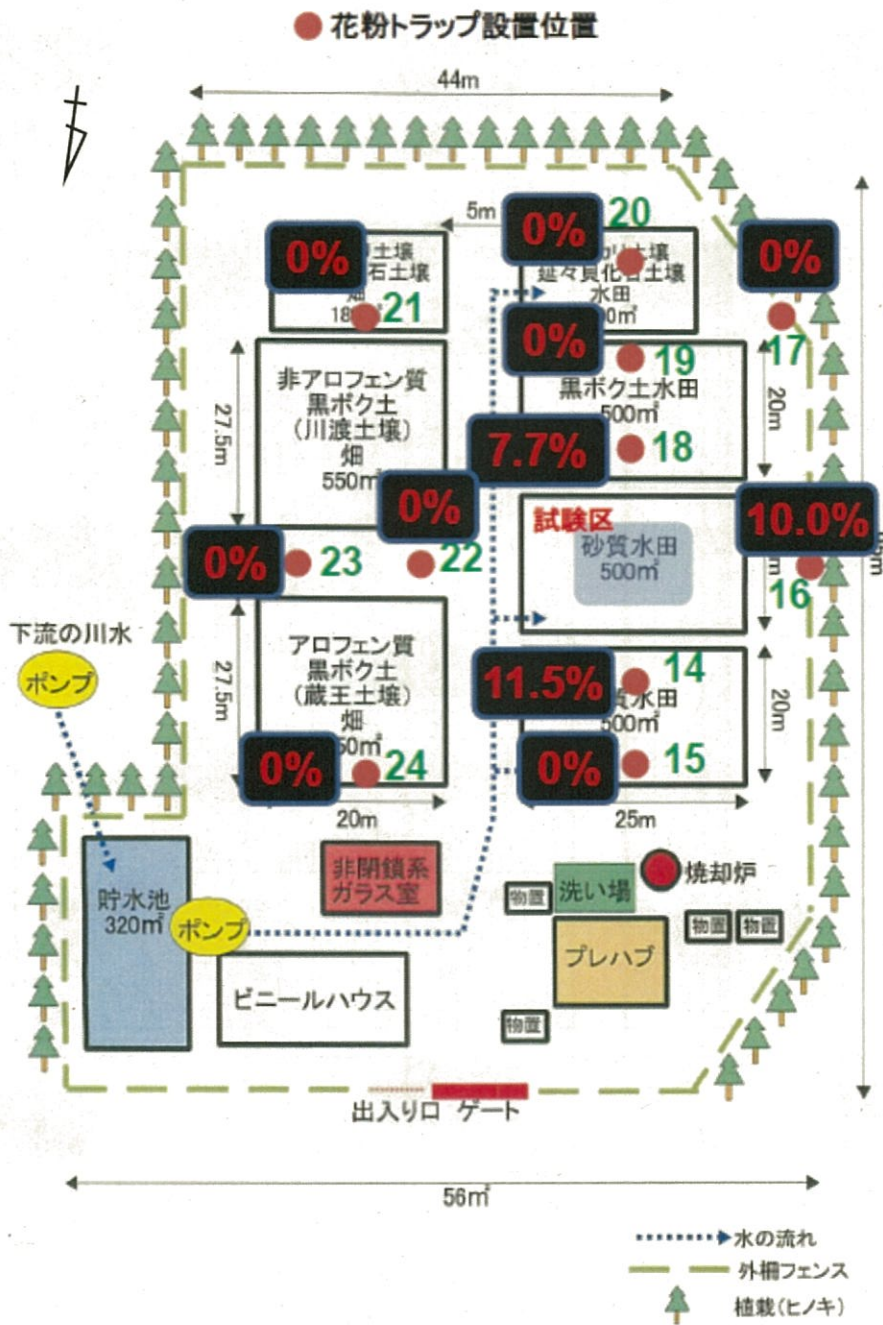 花粉トラップ設置位置
44m
5m
0%
20
0%
0%
土壌
石土壌
畑
21
土壌
水田
17
0%
19
非アロフェン質
黒ボク土
(川渡土壌)
畑
550㎡
27.5m
黒ボク土水田
500㎡
20m
7.7%
18
0%
試験区
砂質水田
500㎡
10.0%
16
0%
23
22
下流の川水
ポンプ
アロフェン質
黒ボク土
(蔵王土壌)
畑
27.5m
11.5%
14
質水田
500㎡
20m
0%
24
0%
15
20m
25m
貯水池
320㎡
ポンプ
非閉鎖系
ガラス室
ビニールハウス
物置
洗い場
焼却炉
物置
物置
プレハブ
物置
出入り口 ゲート
56㎡
水の流れ
外柵フェンス
植栽(ヒノキ)